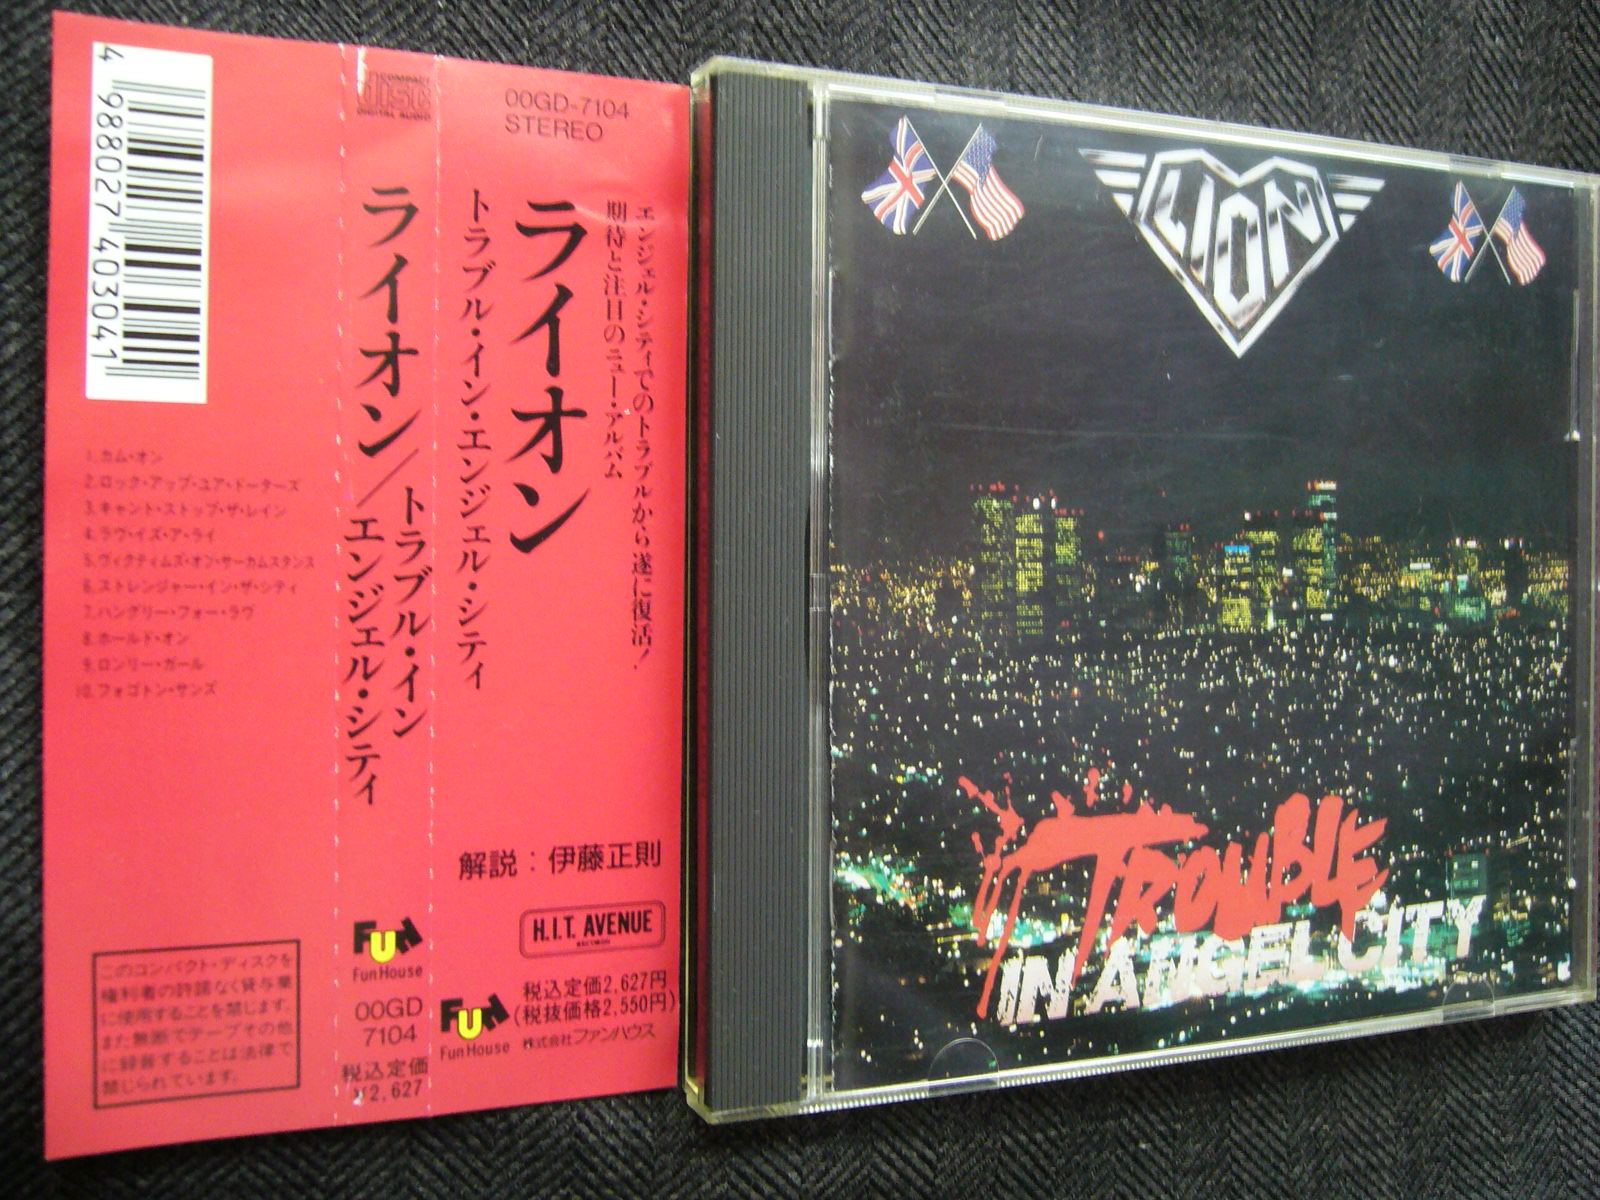 4 988027 403041
1.カム・オン
2.ロック・アップ・ユア・ドーターズ
3.キャント・ストップ・ザ・レイン
4.ラヴ・イズ・ア・ライ
5.ヴィクティムズ・オブ・サーカムスタンス
6.ストレンジャー・イン・ザ・シティ
7.ハングリー・フォー・ラヴ
8.ホールド・オン
9.ロンリー・ガール
10.フォゴトン・サンズ
このコンパクト・ディスクを
権利者の許諾なく貸与業
に使用することを禁じます。
また無断でテープその他
に録音することは法律で
禁じられています。
COMPACT
disc
DIGITAL AUDIO
ライオン/トラブル・イン
エンジェル・シティ
Fun
Fun House
00GD
7104
税込定価
¥2,627
00GD-7104
STEREO
エンジェル・シティでのトラブルから遂に復活!
期待と注目のニュー・アルバム
ライオン
トラブル・イン・エンジェル・シティ
解説:伊藤正則
H.I.T. AVENUE
Fun
Fun House
税込定価2,627円
(税抜価格2,550円)
株式会社ファンハウス
LION
TROUBLE
IN ANGEL CITY